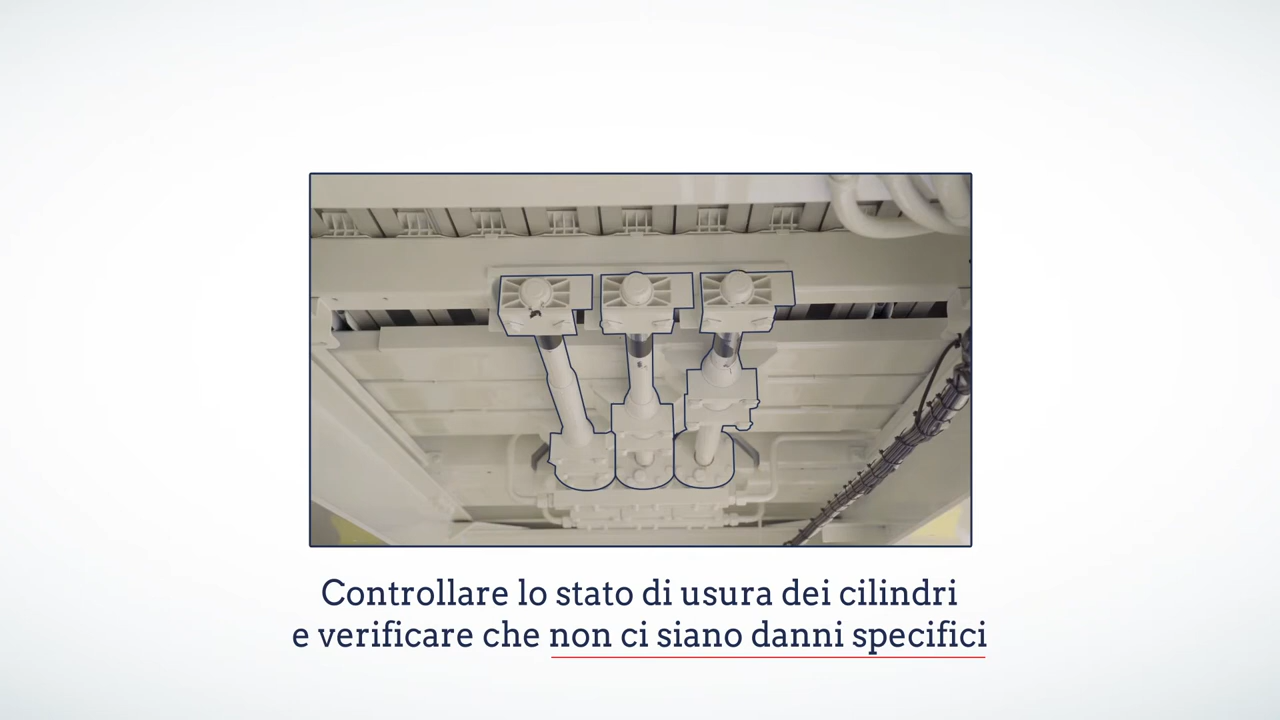 Controllare lo stato di usura dei cilindri
e verificare che non ci siano danni specifici